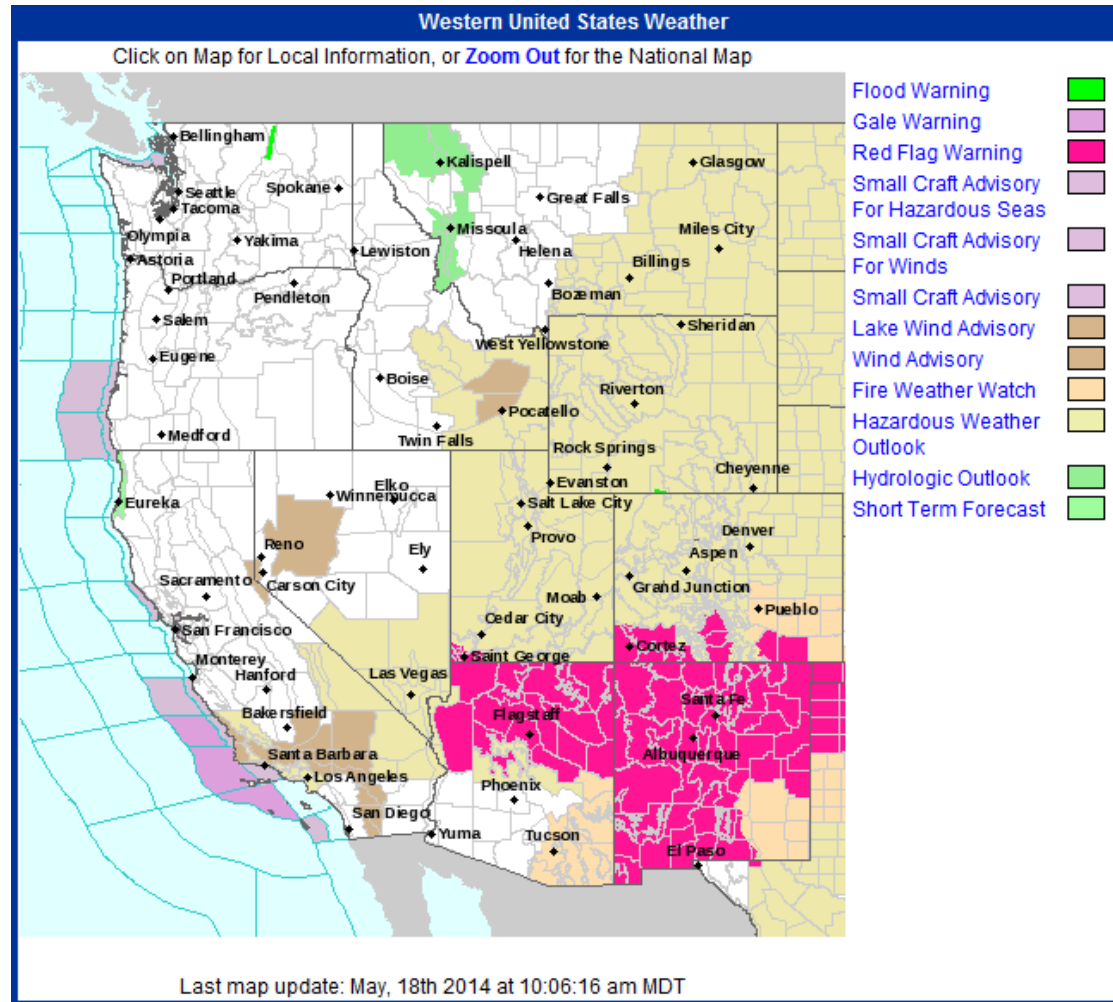 Western United States Weather
Click on Map for Local Information, or Zoom Out for the National Map
Flood Warning
Gale Warning
Red Flag Warning
Small Craft Advisory
For Hazardous Seas
Small Craft Advisory
For Winds
Small Craft Advisory
Lake Wind Advisory
Wind Advisory
Fire Weather Watch
Hazardous Weather
Outlook
Hydrologic Outlook
Short Term Forecast
Bellingham
Kalispell
Glasgow
Seattle
Spokane
Great Falls
Tacoma
Olympia
Yakima
Missoula
Miles City
Astoria
Lewiston
Helena
Billings
Portland
Pendleton
Bozeman
Salem
Sheridan
Eugene
West Yellowstone
Boise
Riverton
Pocatello
Medford
Twin Falls
Rock Springs
Cheyenne
Eureka
Elko
Winnemucca
Evanston
Salt Lake City
Provo
Denver
Reno
Ely
Aspen
Sacramento
Carson City
Grand Junction
Moab
Pueblo
San Francisco
Cedar City
Cortez
Monterey
Saint George
Hanford
Las Vegas
Santa Fe
Bakersfield
Flagstaff
Albuquerque
Santa Barbara
Los Angeles
Phoenix
San Diego
Yuma
Tucson
El Paso
Last map update: May, 18th 2014 at 10:06:16 am MDT